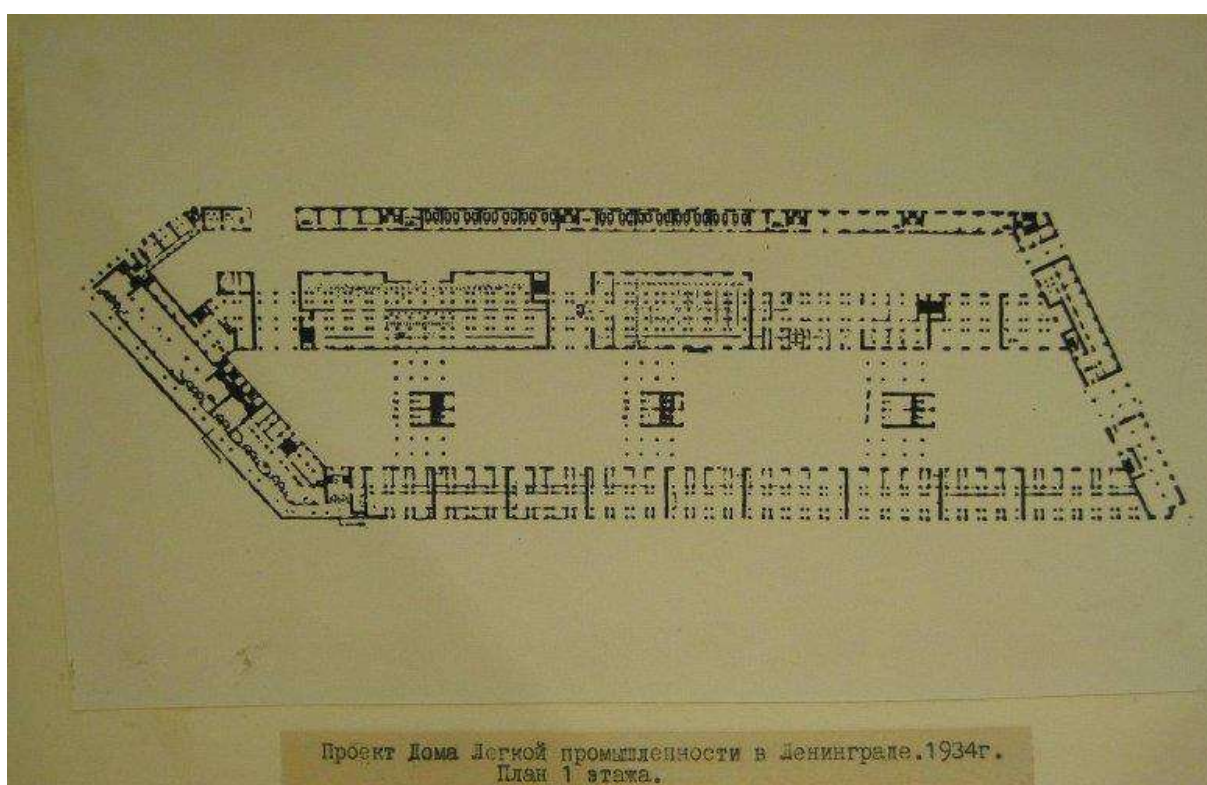 Проект Дома Легкой промышленности в Ленинграде.1934г.
План 1 этажа.